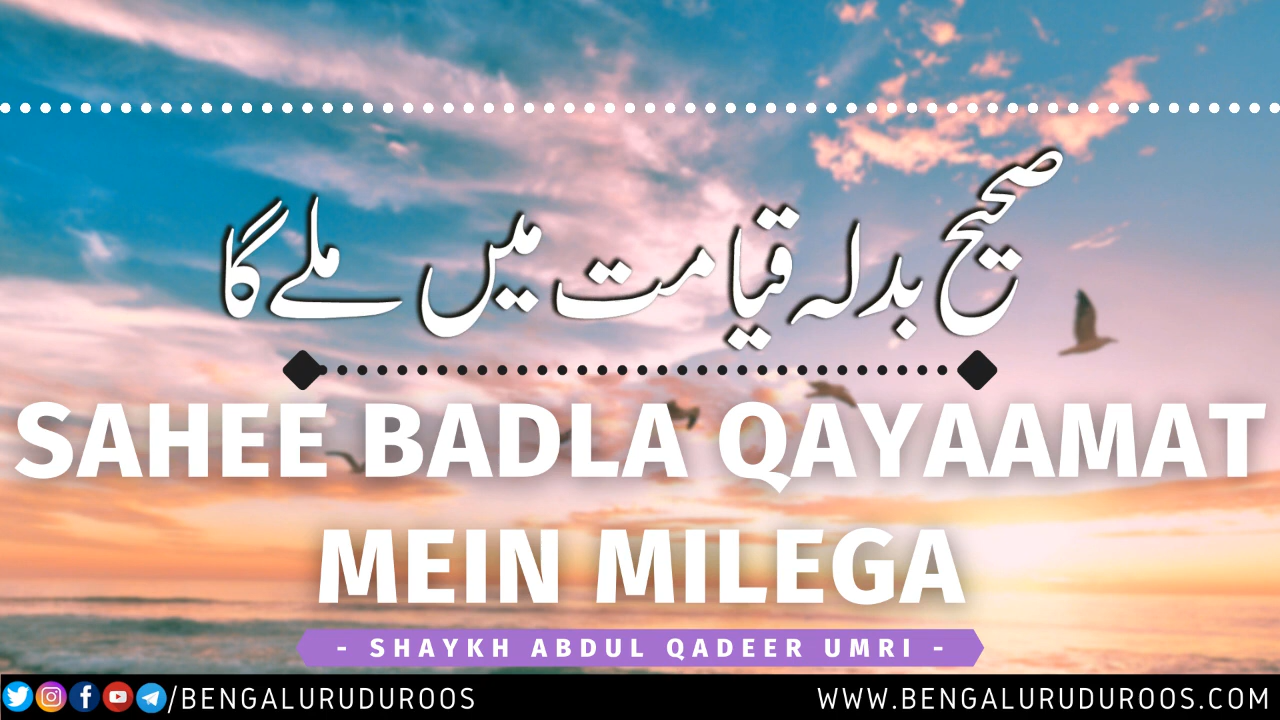 صحیح بدلہ قیامت میں ملے گا
SAHEE BADLA QAYAAMAT
MEIN MILEGA
- SHAYKH ABDUL QADEER UMRI -
/BENGALURUDUROOS
WWW.BENGALURUDUROOS.COM